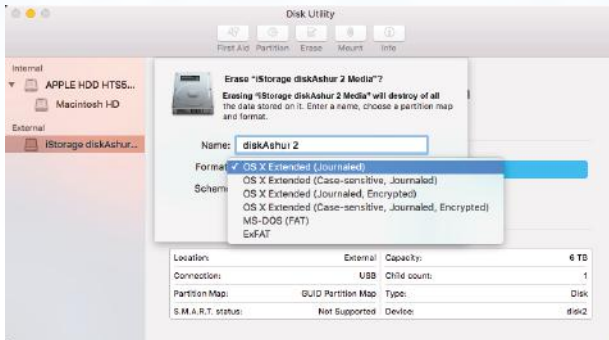 Disk Utility
First Aid Partition Erase Mount Info
Internal
APPLE HDD HTS5...
Macintosh HD
External
iStorage diskAshur...
Erase "iStorage diskAshur 2 Media"?
Erasing "iStorage diskAshur 2 Media" will destroy of all
the data stored on it. Enter a name, choose a partition map
and format.
Name: diskAshur 2
Format ✓ OS X Extended (Journaled)
OS X Extended (Case-sensitive, Journaled)
Schem
OS X Extended (Journaled, Encrypted)
OS X Extended (Case-sensitive, Journaled, Encrypted)
MS-DOS (FAT)
ExFAT
Location: External Capacity: 6 TB
Connection: USB Child count: 1
Partition Map: GUID Partition Map Type: Disk
S.M.A.R.T. status: Not Supported Device: disk2